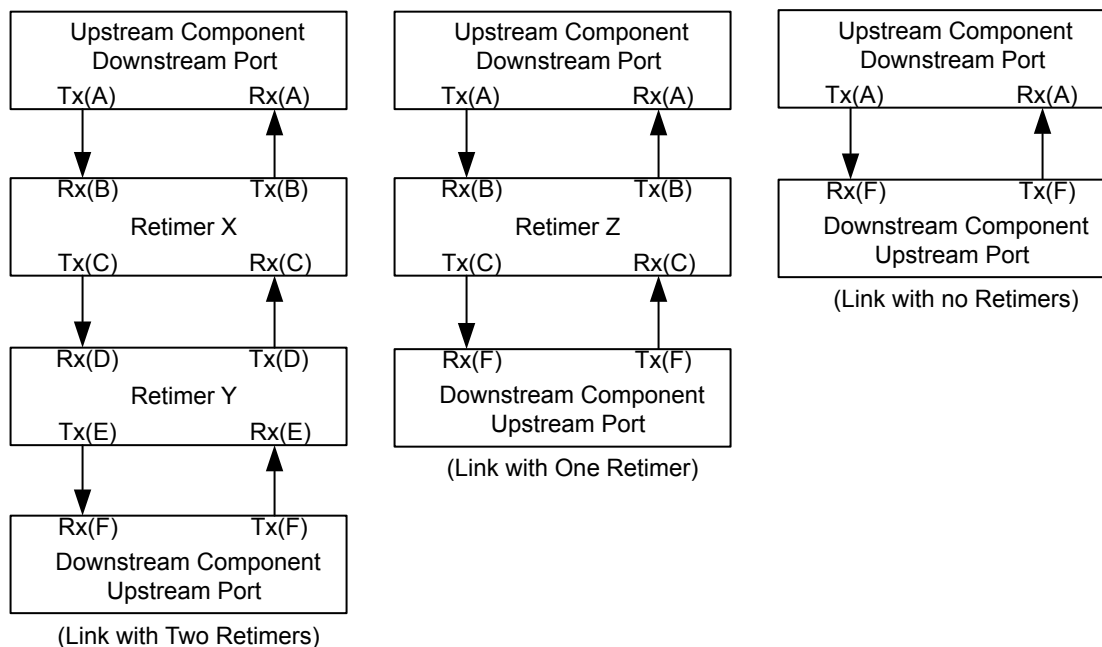 Upstream Component
Downstream Port
Tx(A) Rx(A)
Rx(B) Tx(B)
Retimer X
Tx(C) Rx(C)
Rx(D) Tx(D)
Retimer Y
Tx(E) Rx(E)
Rx(F) Tx(F)
Downstream Component
Upstream Port
(Link with Two Retimers)
Upstream Component
Downstream Port
Tx(A) Rx(A)
Rx(B) Tx(B)
Retimer Z
Tx(C) Rx(C)
Rx(F) Tx(F)
Downstream Component
Upstream Port
(Link with One Retimer)
Upstream Component
Downstream Port
Tx(A) Rx(A)
Rx(F) Tx(F)
Downstream Component
Upstream Port
(Link with no Retimers)